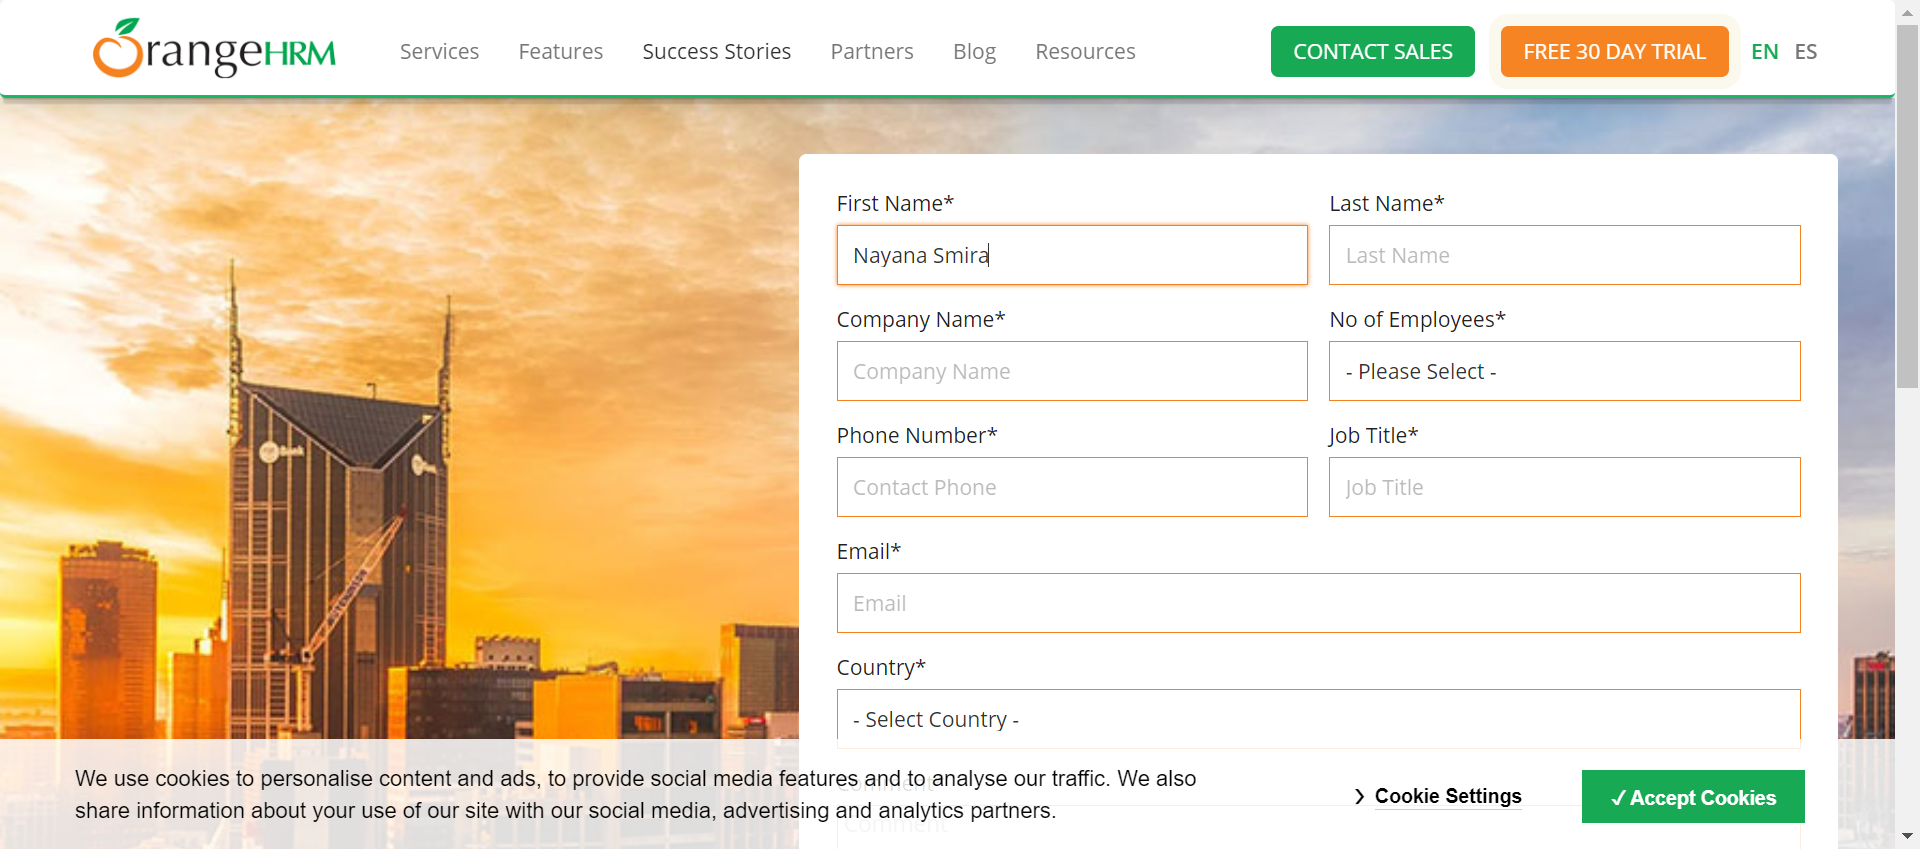 OrangeHRM
Services Features Success Stories Partners Blog Resources CONTACT SALES FREE 30 DAY TRIAL EN ES
First Name* Last Name*
Nayana Smira Last Name
Company Name* No of Employees*
Company Name - Please Select -
Phone Number* Job Title*
Contact Phone Job Title
Email*
Email
Country*
- Select Country -
Comment
Comment
We use cookies to personalise content and ads, to provide social media features and to analyse our traffic. We also
share information about your use of our site with our social media, advertising and analytics partners.
Cookie Settings
✓ Accept Cookies